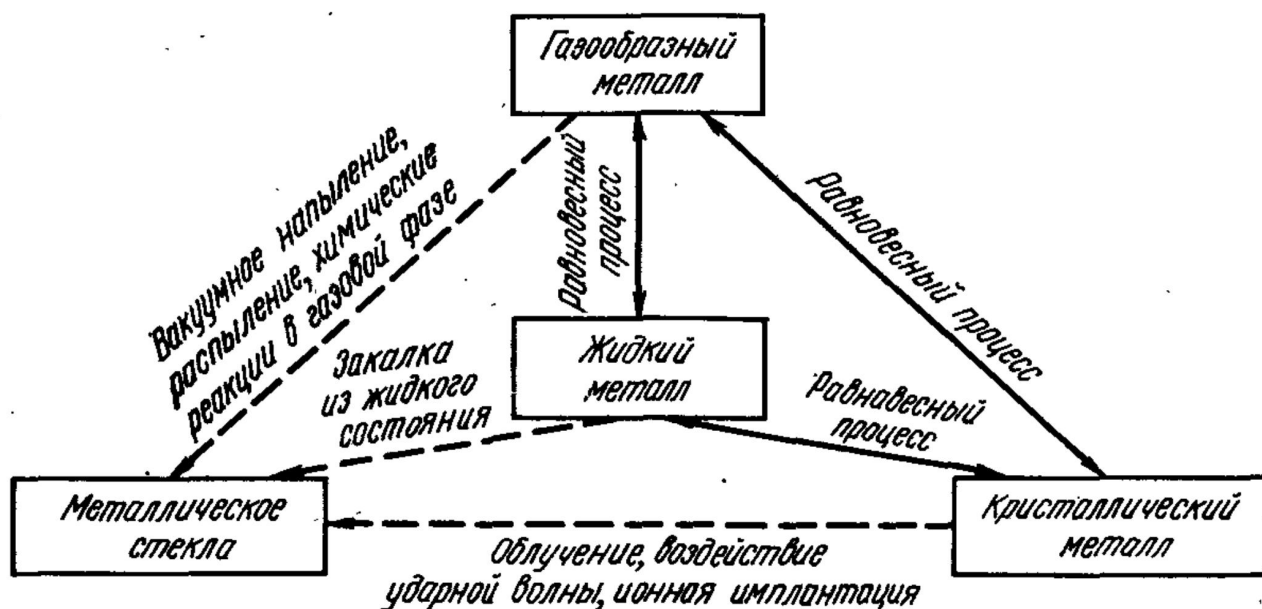 Газообразный
металл
Вакуумное напыление,
распыление, химические
реакции в газовой фазе
Равновесный
процесс
Равновесный процесс
Закалка
из жидкого
состояния
Жидкий
металл
Равнавесный
процесс
Металлическое
стекла
Облучение, воздействие
ударной волны, ионная имплантация
Кристаллический
металл